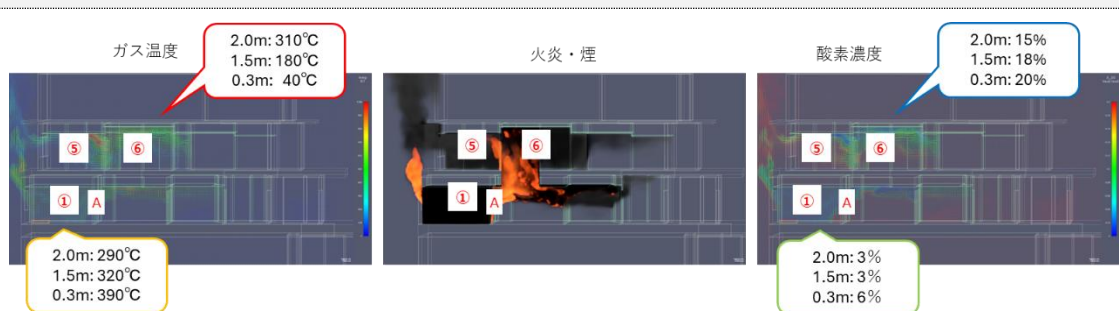 ガス温度
2.0m: 310℃
1.5m: 180℃
0.3m: 40℃
火炎・煙
酸素濃度
2.0m: 15%
1.5m: 18%
0.3m: 20%
⑤ ⑥
① A
⑤ ⑥
① A
⑤ ⑥
① A
2.0m: 290℃
1.5m: 320℃
0.3m: 390℃
2.0m: 3%
1.5m: 3%
0.3m: 6%